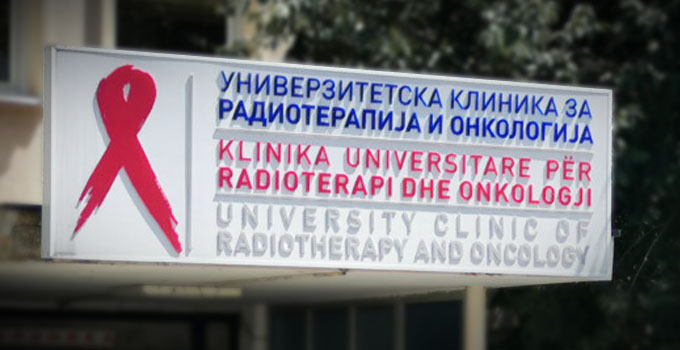 УНИВЕРЗИТЕТСКА КЛИНИКА ЗА
РАДИОТЕРАПИЈА И ОНКОЛОГИЈА
KLINIKA UNIVERSITARE PËR
RADIOTERAPI DHE ONKOLOGJI
UNIVERSITY CLINIC OF
RADIOTHERAPY AND ONCOLOGY